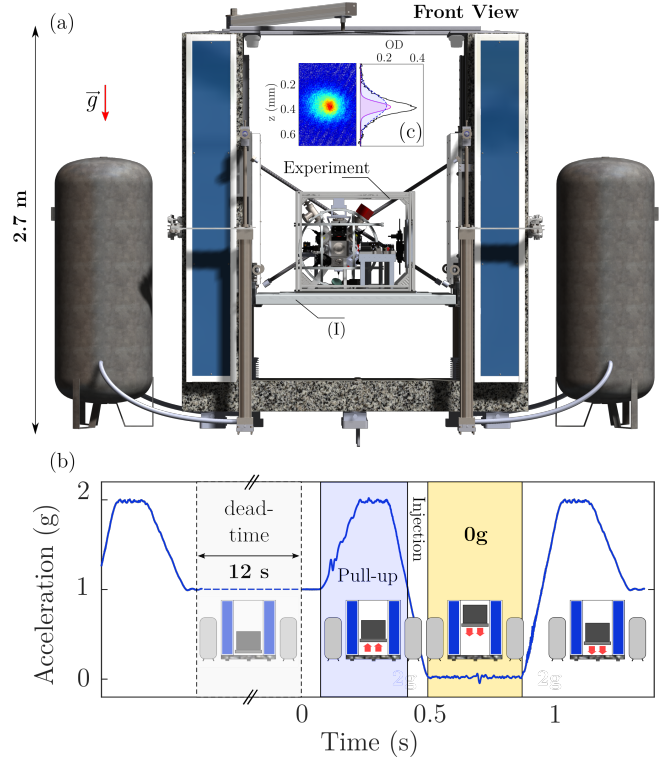 (a)
Front View
g
2.7 m
OD
0.2 0.4
z (mm)
0.2
0.4
0.6
(c)
Experiment
(I)
(b)
Acceleration (g)
2
1
0
dead-
time
12 s
Pull-up
Injection
0g
2g
2g
0
0.5
1
Time (s)